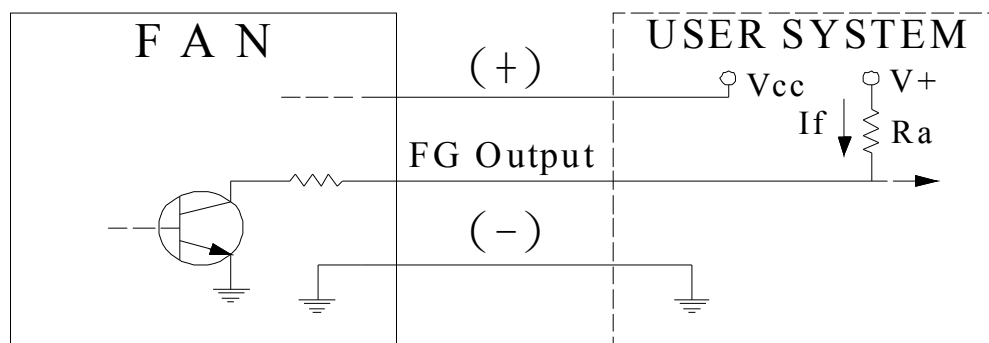 F A N
USER SYSTEM
(+)
Vcc
V+
If
Ra
FG Output
(-)